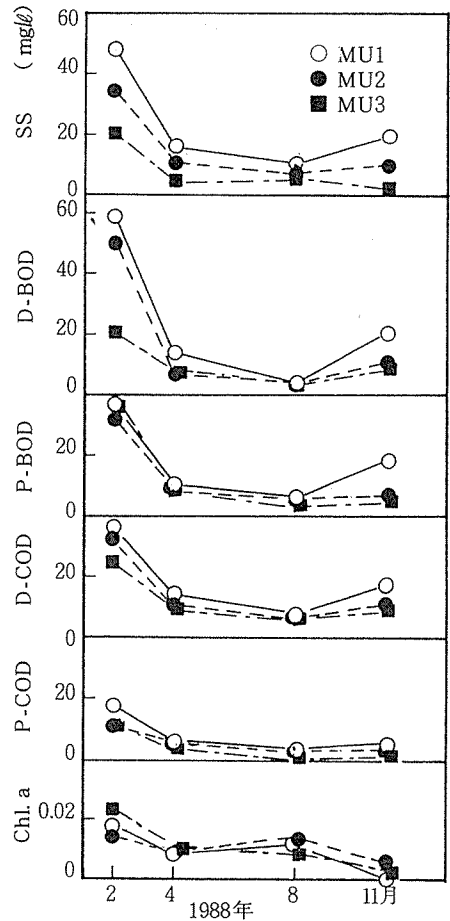 SS (mg/ℓ)
60
40
20
0
○ MU1
● MU2
■ MU3
D-BOD
60
40
20
0
P-BOD
20
0
D-COD
20
0
P-COD
20
0
Chl. a
0.02
0
2 4 8 11月
1988年